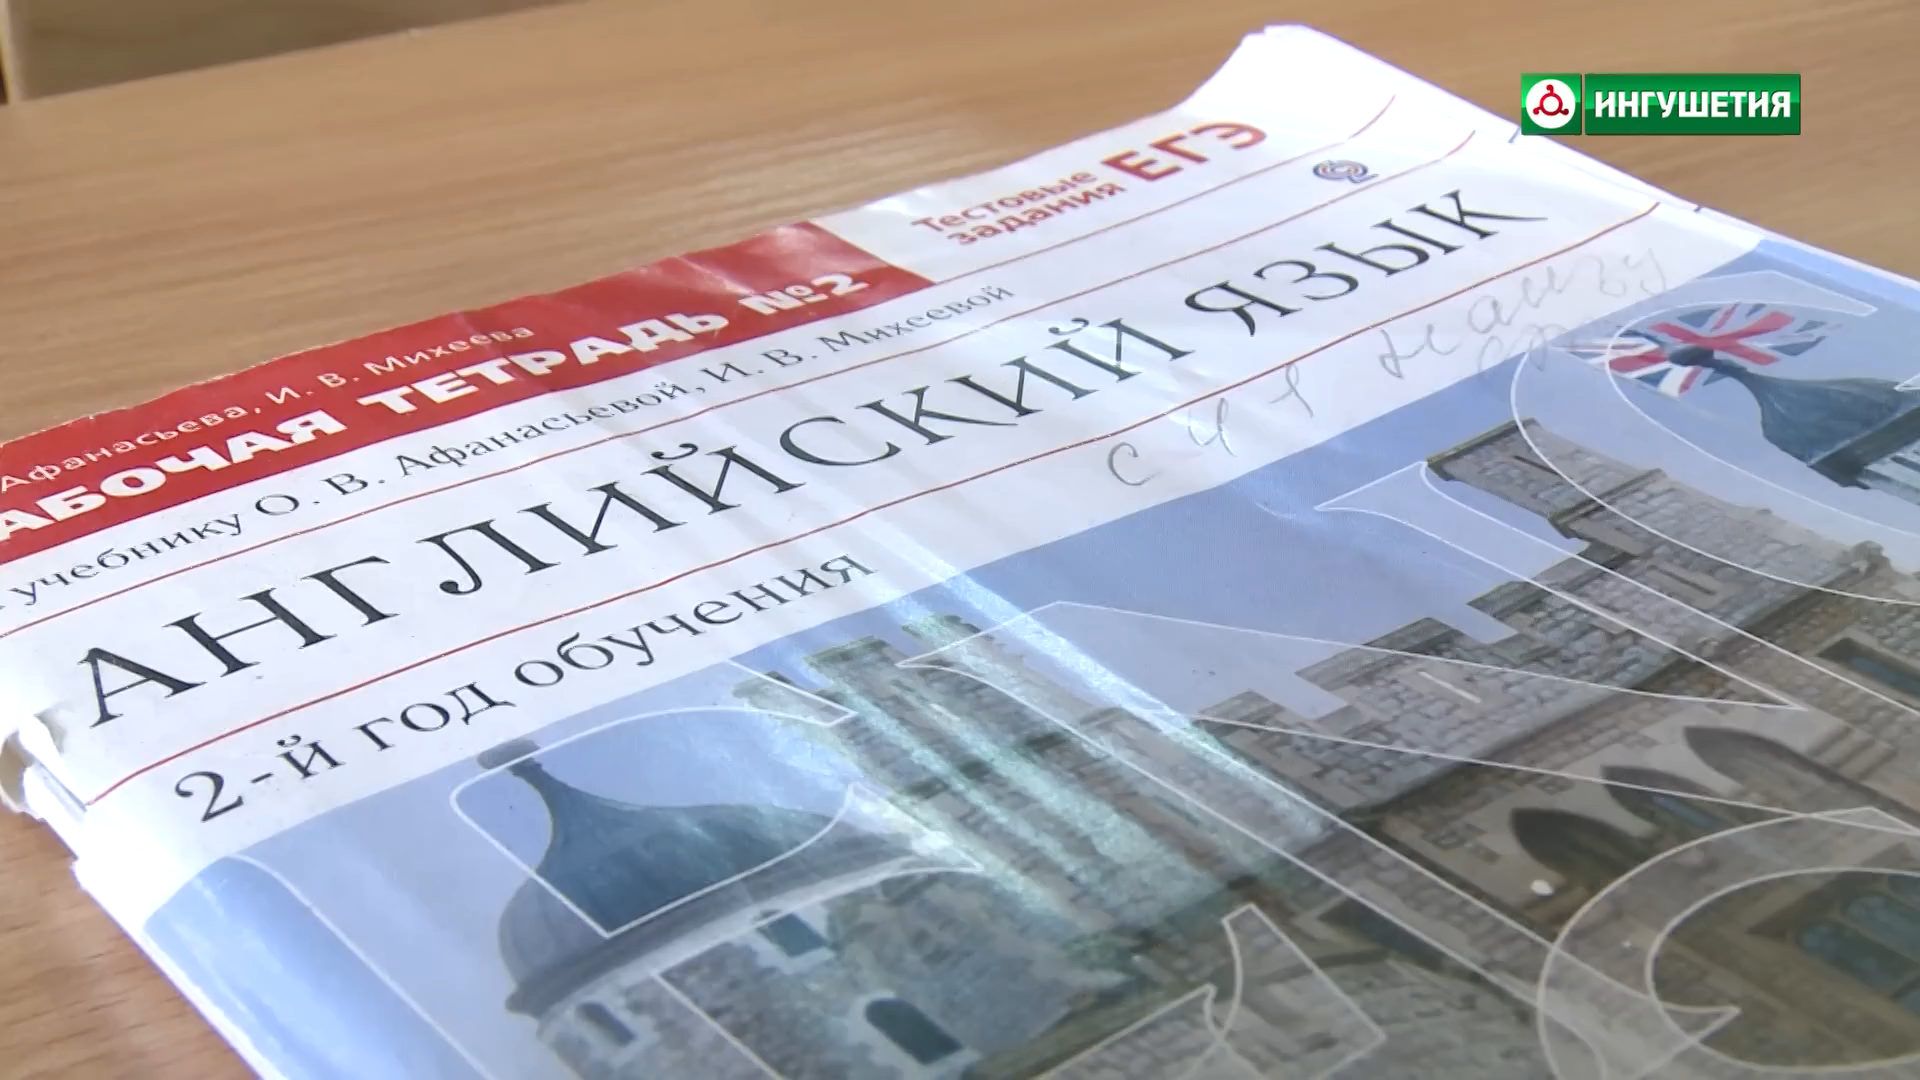 ИНГУШЕТИЯ
Тестовые
задания ЕГЭ
Афанасьева, И. В. Михеева
АБОЧАЯ ТЕТРАДЬ №2
учебнику О. В. Афанасьевой, И. В. Михеевой
АНГЛИЙСКИЙ ЯЗЫК
2-й год обучения